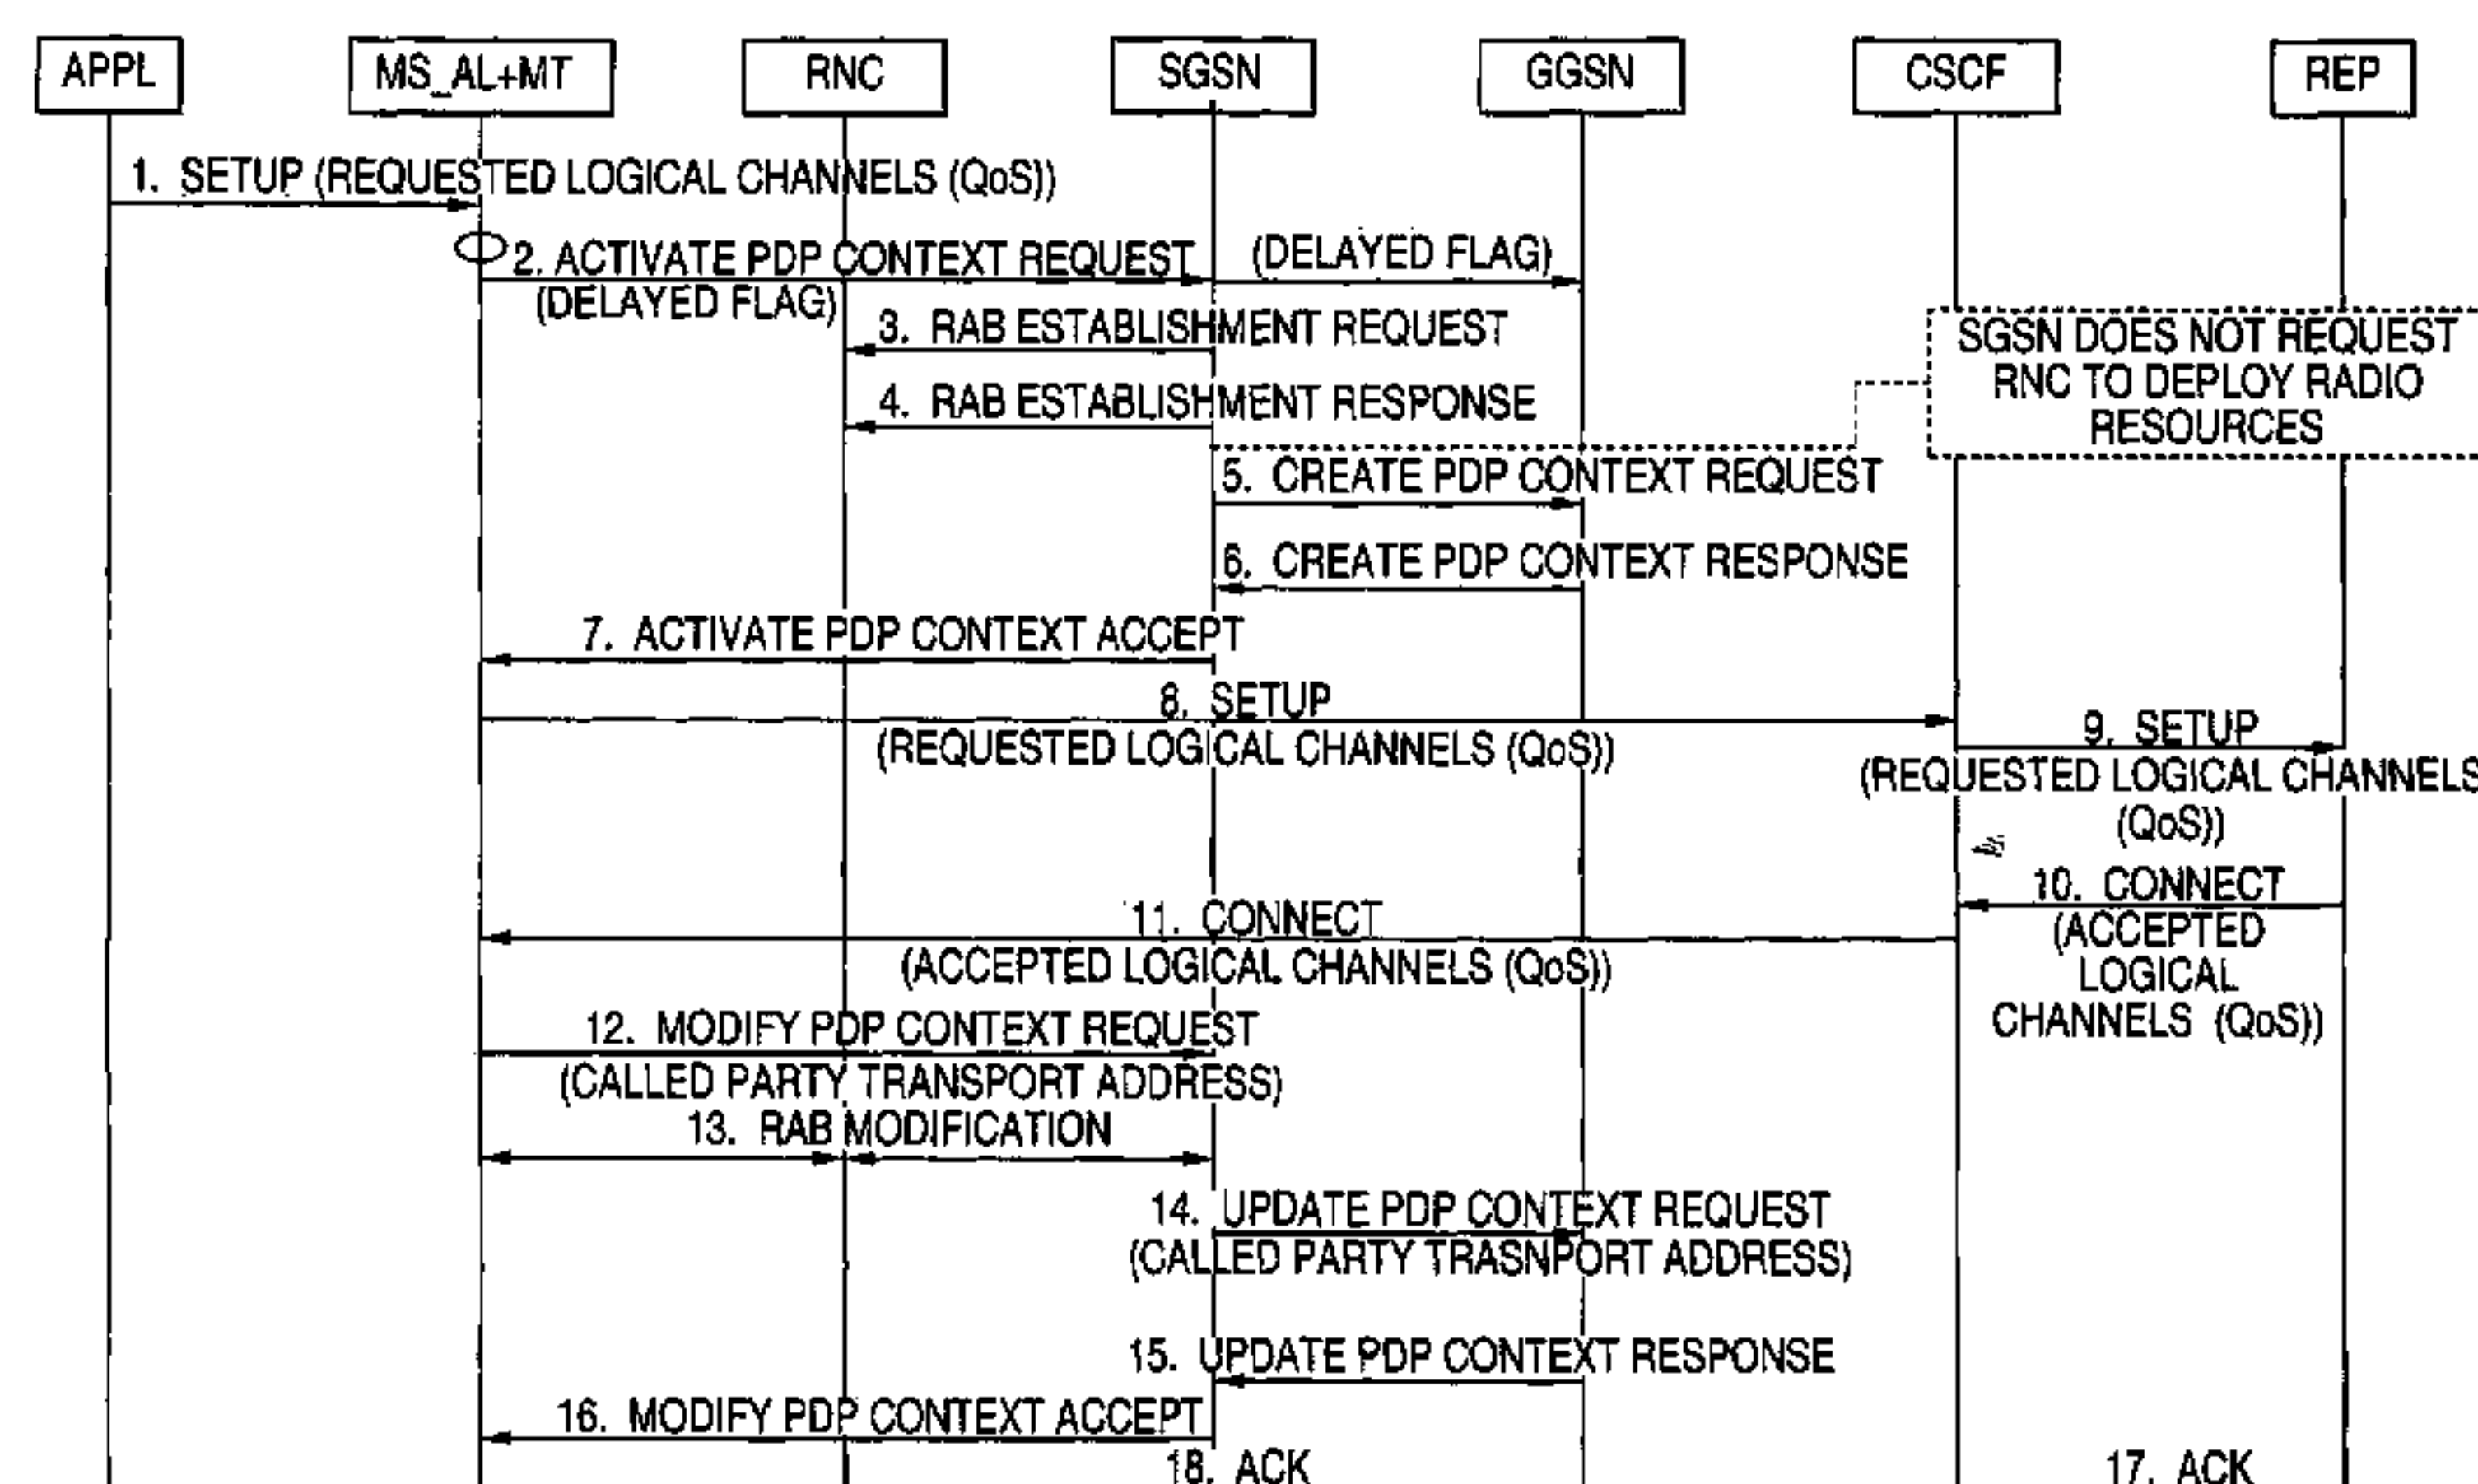 APPL
MS_AL+MT
RNC
SGSN
GGSN
CSCF
REP
1. SETUP (REQUESTED LOGICAL CHANNELS (QoS))
2. ACTIVATE PDP CONTEXT REQUEST
(DELAYED FLAG)
(DELAYED FLAG)
3. RAB ESTABLISHMENT REQUEST
SGSN DOES NOT REQUEST
RNC TO DEPLOY RADIO
RESOURCES
4. RAB ESTABLISHMENT RESPONSE
5. CREATE PDP CONTEXT REQUEST
6. CREATE PDP CONTEXT RESPONSE
7. ACTIVATE PDP CONTEXT ACCEPT
8. SETUP
(REQUESTED LOGICAL CHANNELS (QoS))
9. SETUP
(REQUESTED LOGICAL CHANNELS
(QoS))
10. CONNECT
(ACCEPTED
LOGICAL
CHANNELS (QoS))
11. CONNECT
(ACCEPTED LOGICAL CHANNELS (QoS))
12. MODIFY PDP CONTEXT REQUEST
(CALLED PARTY TRANSPORT ADDRESS)
13. RAB MODIFICATION
14. UPDATE PDP CONTEXT REQUEST
(CALLED PARTY TRASNPORT ADDRESS)
15. UPDATE PDP CONTEXT RESPONSE
16. MODIFY PDP CONTEXT ACCEPT
18. ACK
17. ACK